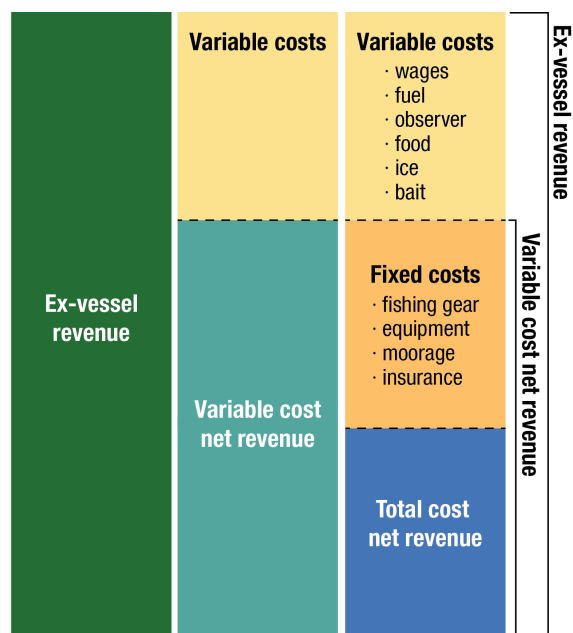 Ex-vessel
revenue
Variable costs
Variable cost
net revenue
Variable costs
· wages
· fuel
· observer
· food
· ice
· bait
Fixed costs
· fishing gear
· equipment
· moorage
· insurance
Total cost
net revenue
Variable cost net revenue
Ex-vessel revenue